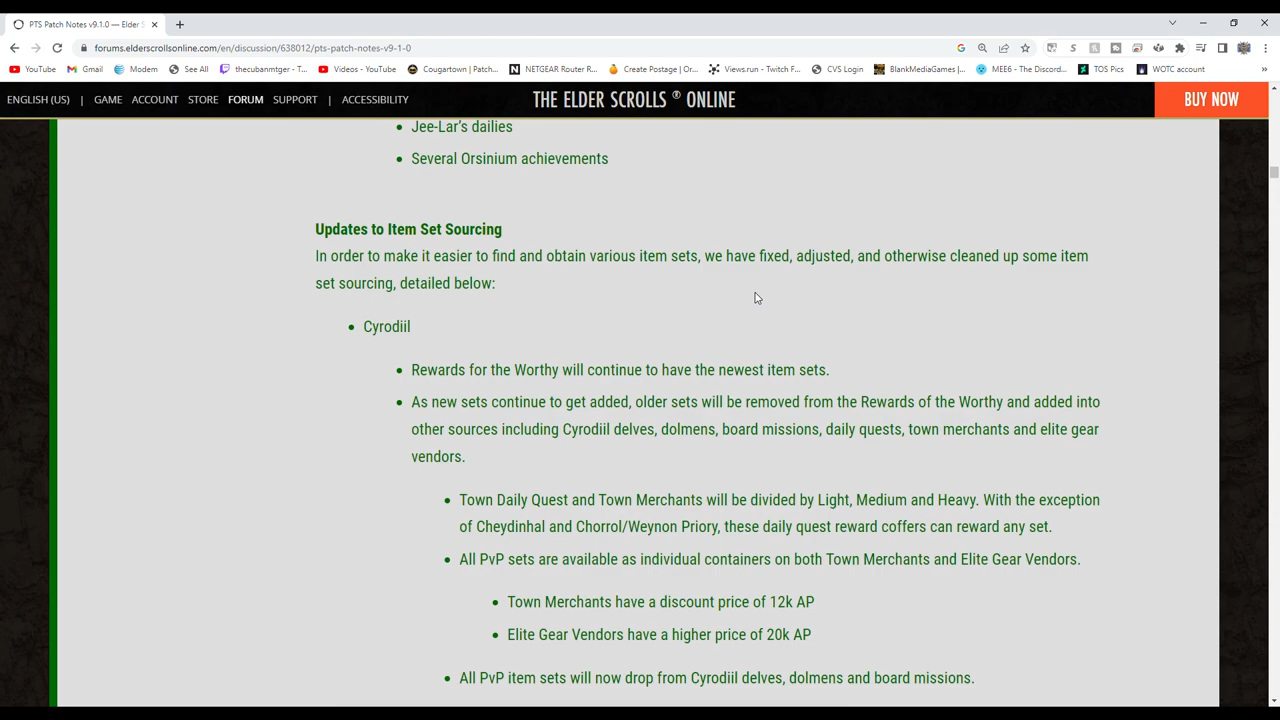 PTS Patch Notes v9.1.0 — Elder S
forums.elderscrollsonline.com/en/discussion/638012/pts-patch-notes-v9-1-0
YouTube Gmail Modem See All thecubanmtger - T... Videos - YouTube Cougartown | Patch... NETGEAR Router R... Create Postage | Or... Views.run - Twitch F... CVS Login BlankMediaGames |... MEE6 - The Discord... TOS Pics WOTC account »
ENGLISH (US) | GAME ACCOUNT STORE FORUM SUPPORT | ACCESSIBILITY THE ELDER SCROLLS ® ONLINE BUY NOW
• Jee-Lar's dailies
• Several Orsinium achievements
Updates to Item Set Sourcing
In order to make it easier to find and obtain various item sets, we have fixed, adjusted, and otherwise cleaned up some item
set sourcing, detailed below:
• Cyrodiil
• Rewards for the Worthy will continue to have the newest item sets.
• As new sets continue to get added, older sets will be removed from the Rewards of the Worthy and added into
other sources including Cyrodiil delves, dolmens, board missions, daily quests, town merchants and elite gear
vendors.
• Town Daily Quest and Town Merchants will be divided by Light, Medium and Heavy. With the exception
of Cheydinhal and Chorrol/Weynon Priory, these daily quest reward coffers can reward any set.
• All PvP sets are available as individual containers on both Town Merchants and Elite Gear Vendors.
• Town Merchants have a discount price of 12k AP
• Elite Gear Vendors have a higher price of 20k AP
• All PvP item sets will now drop from Cyrodiil delves, dolmens and board missions.